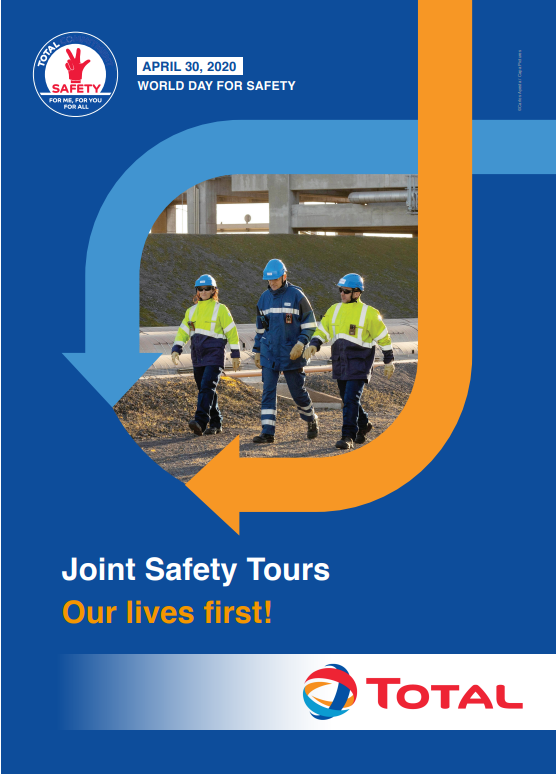 TOTAL
SAFETY
FOR ME, FOR YOU
FOR ALL
APRIL 30, 2020
WORLD DAY FOR SAFETY
Joint Safety Tours
Our lives first!
TOTAL